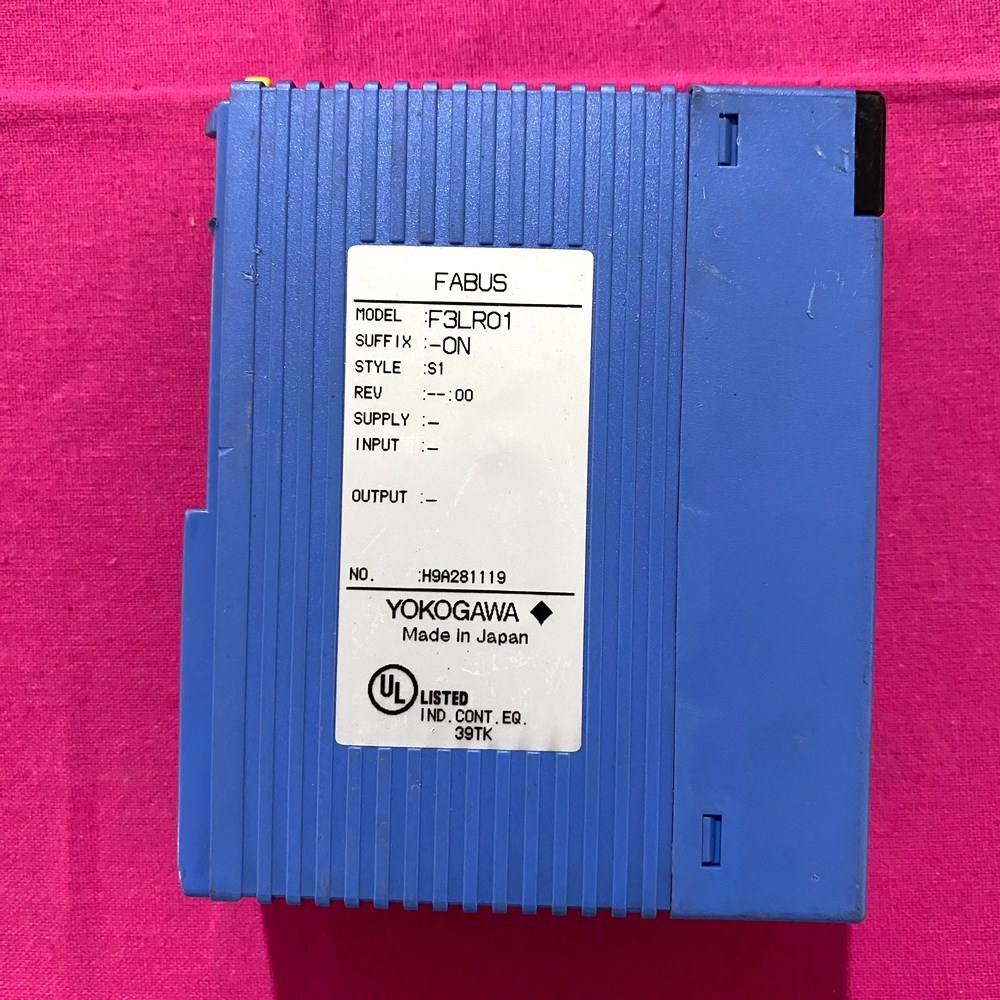 FABUS
MODEL :F3LR01
SUFFIX :-0N
STYLE :S1
REV :--:00
SUPPLY :-
INPUT :-
OUTPUT :-
NO. :H9A281119
YOKOGAWA ◆
Made in Japan
UL LISTED
IND.CONT.EQ.
39TK